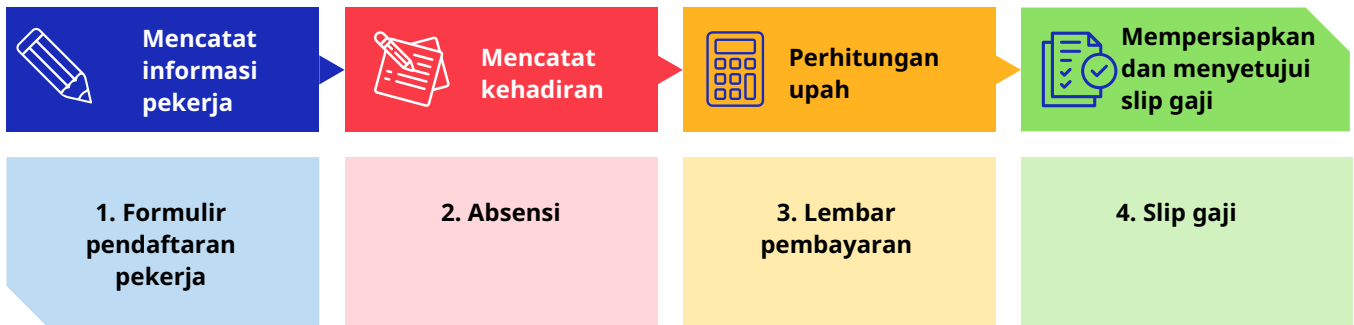 Mencatat
informasi
pekerja
Mencatat
kehadiran
Perhitungan
upah
Mempersiapkan
dan menyetujui
slip gaji
1. Formulir
pendaftaran
pekerja
2. Absensi
3. Lembar
pembayaran
4. Slip gaji